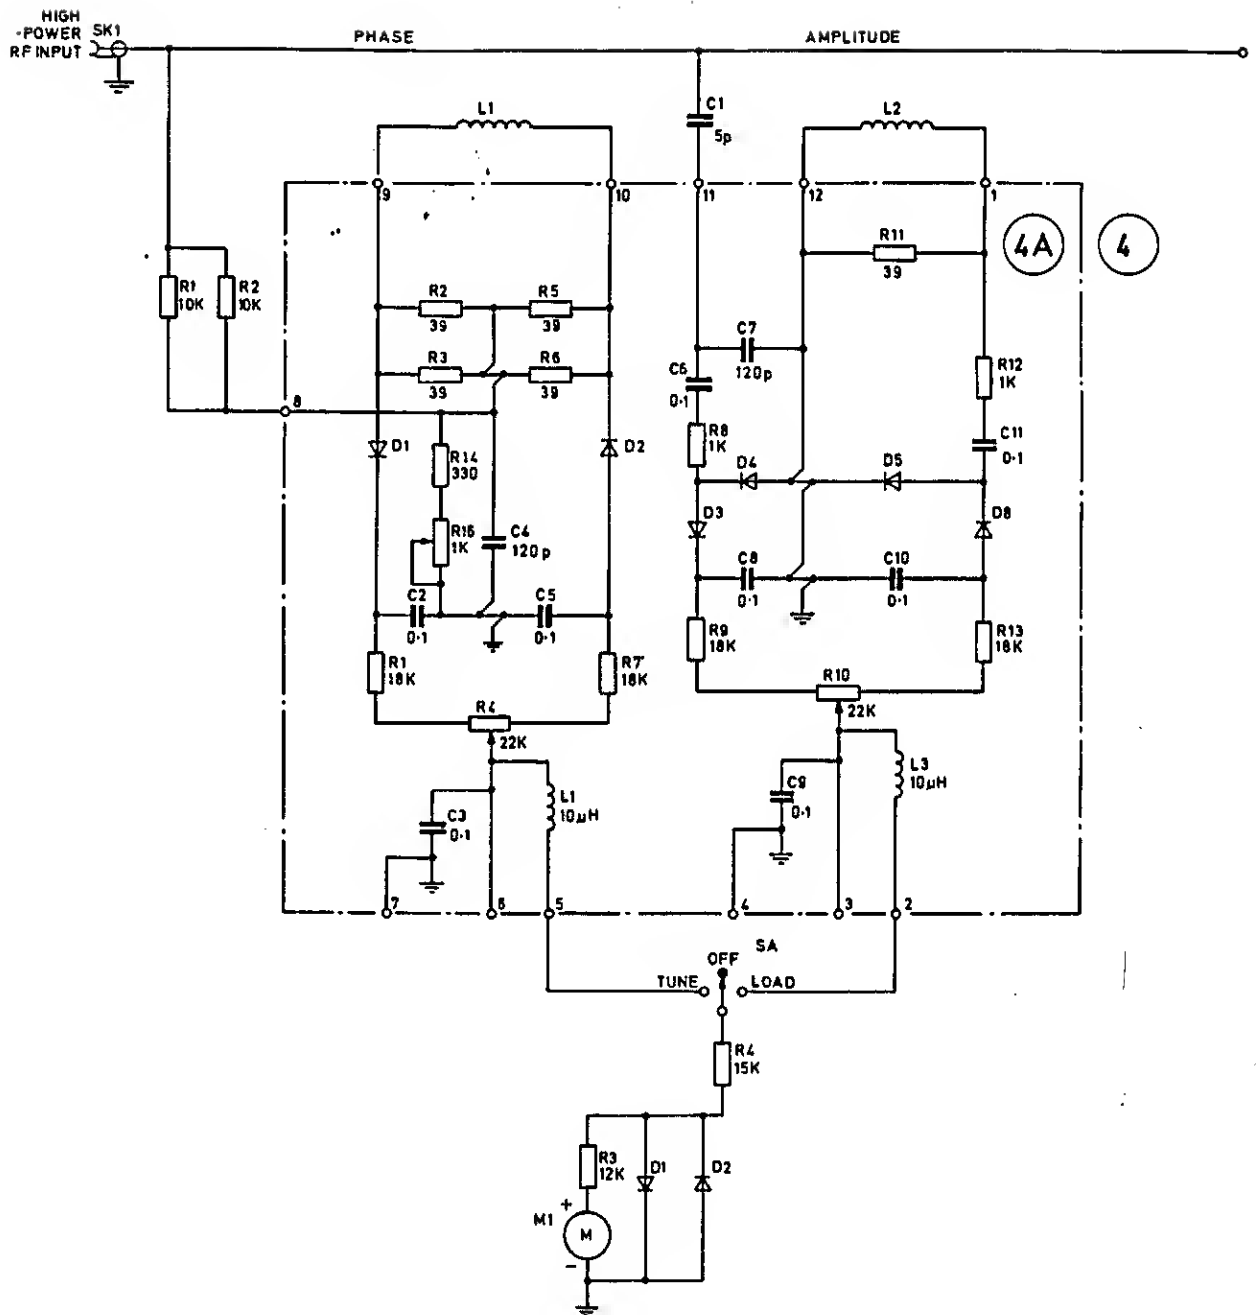 HIGH
-POWER SK1
RF INPUT
PHASE
AMPLITUDE
L1
C1
5p
L2
9
10
11
12
1
4A
4
R1
10K
R2
10K
R2
39
R5
39
R11
39
R3
39
R6
39
C7
120p
C6
0·1
R12
1K
8
D1
R14
330
D2
R8
1K
C11
0·1
D4
D5
R15
1K
C4
120p
D3
D8
C2
0·1
C5
0·1
C8
0·1
C10
0·1
R1
18K
R7
18K
R9
18K
R13
18K
R4
22K
R10
22K
C3
0·1
L1
10µH
C9
0·1
L3
10µH
7
6
5
4
3
2
SA
OFF
TUNE
LOAD
R4
15K
R3
12K
D1
D2
+
M1
M
-